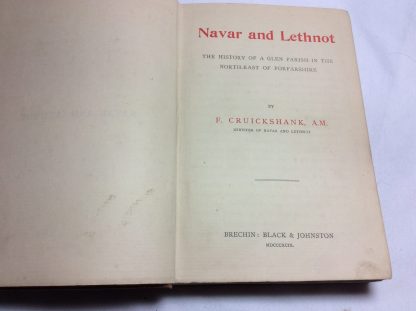 Navar and Lethnot
THE HISTORY OF A GLEN PARISH IN THE
NORTH-EAST OF FORFARSHIRE
BY
F. CRUICKSHANK, A.M.
MINISTER OF NAVAR AND LETHNOT
BRECHIN: BLACK & JOHNSTON
MDCCCXCIX.